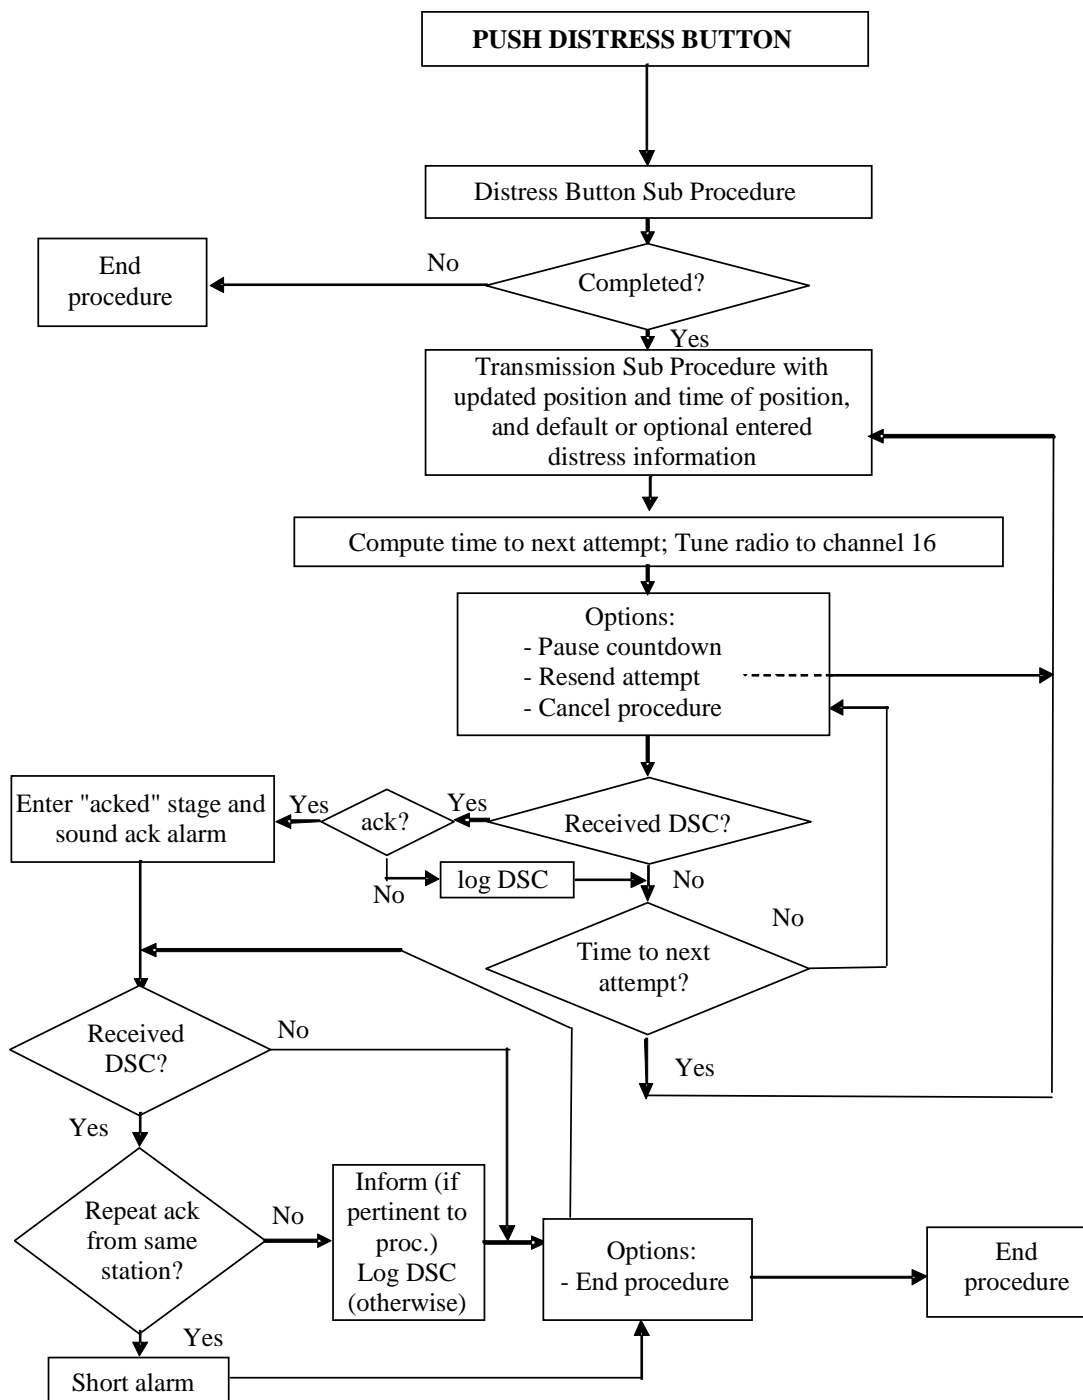 PUSH DISTRESS BUTTON
Distress Button Sub Procedure
End
procedure
No
Completed?
Yes
Transmission Sub Procedure with
updated position and time of position,
and default or optional entered
distress information
Compute time to next attempt; Tune radio to channel 16
Options:
- Pause countdown
- Resend attempt
- Cancel procedure
Enter "acked" stage and
sound ack alarm
Yes
ack?
Yes
Received DSC?
No
log DSC
No
Time to next
attempt?
No
Yes
Received
DSC?
No
Yes
Repeat ack
from same
station?
No
Inform (if
pertinent to
proc.)
Log DSC
(otherwise)
Options:
- End procedure
End
procedure
Yes
Short alarm